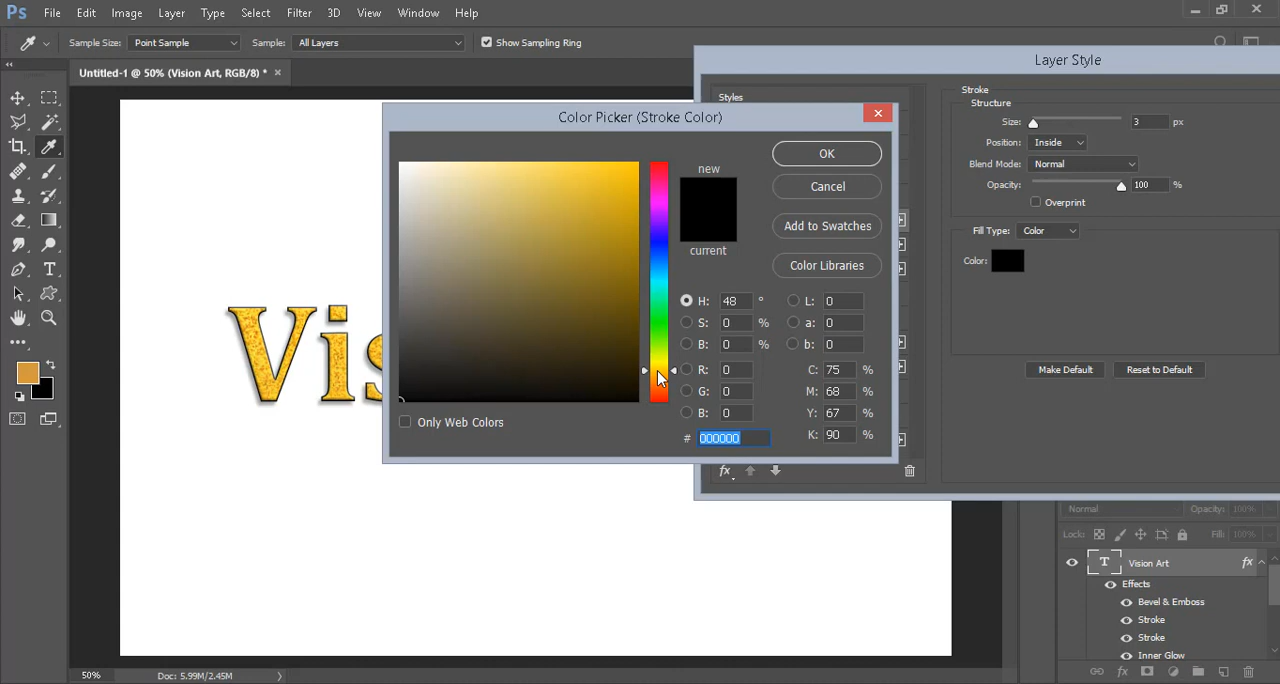 Ps File Edit Image Layer Type Select Filter 3D View Window Help
Sample Size: Point Sample Sample: All Layers Show Sampling Ring
Untitled-1 @ 50% (Vision Art, RGB/8) * ×
Layer Style
Styles
Stroke
Structure
Size: 3 px
Position: Inside
Blend Mode: Normal
Opacity: 100 %
Overprint
Fill Type: Color
Color:
Make Default Reset to Default
fx
Color Picker (Stroke Color)
new
current
OK
Cancel
Add to Swatches
Color Libraries
H: 48 ° L: 0
S: 0 % a: 0
B: 0 % b: 0
R: 0 C: 75 %
G: 0 M: 68 %
B: 0 Y: 67 %
# 000000 K: 90 %
Only Web Colors
Vis
Normal Opacity: 100%
Lock: Fill: 100%
T Vision Art fx
Effects
Bevel & Emboss
Stroke
Stroke
Inner Glow
fx
50% Doc: 5.99M/2.45M